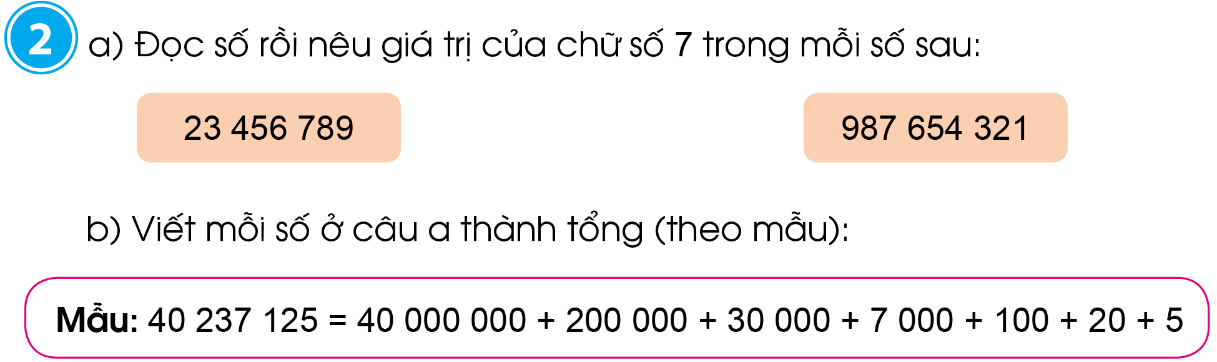 2 a) Đọc số rồi nêu giá trị của chữ số 7 trong mỗi số sau:
23 456 789 987 654 321
b) Viết mỗi số ở câu a thành tổng (theo mẫu):
Mẫu: 40 237 125 = 40 000 000 + 200 000 + 30 000 + 7 000 + 100 + 20 + 5